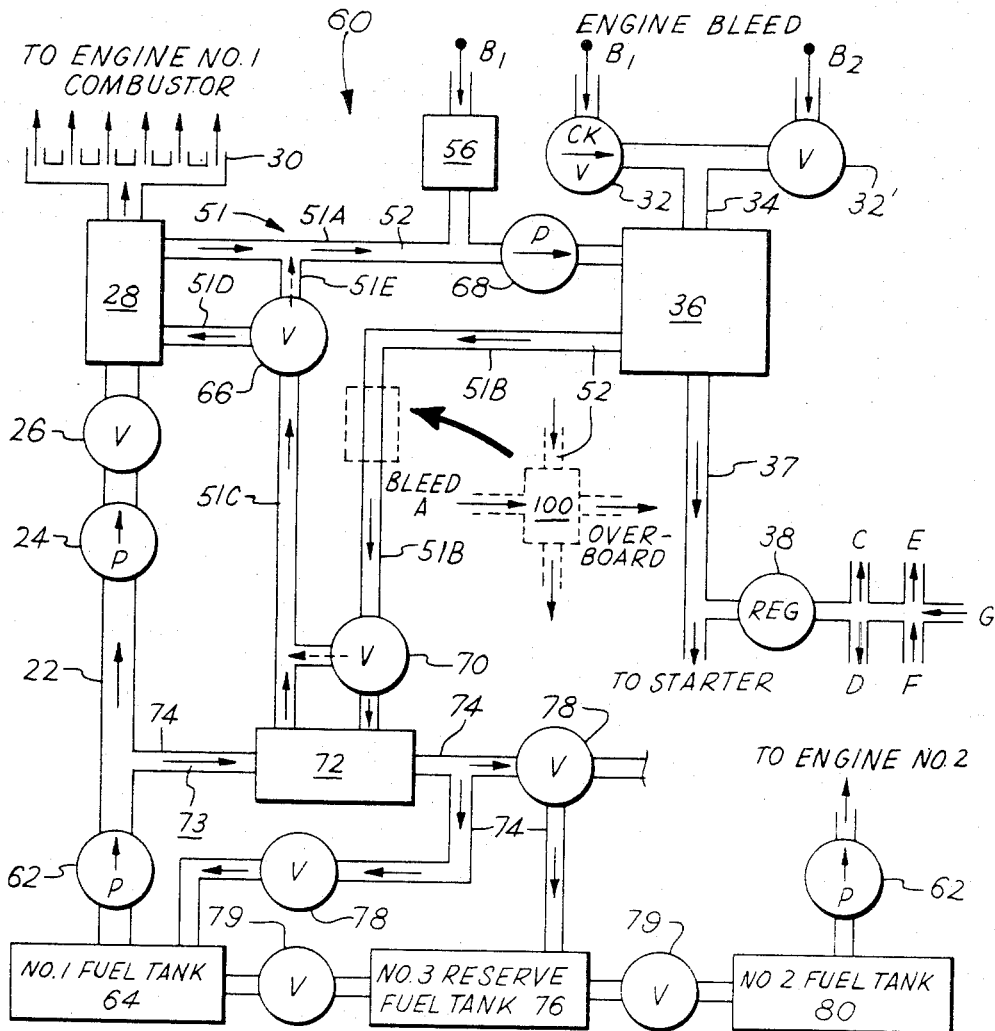 60
ENGINE BLEED
TO ENGINE NO. 1
COMBUSTOR
B1
B1
B2
30
56
CK
V
V
32
34
32'
51
51A
52
P
68
51E
28
51D
V
66
36
51B
52
26
V
37
BLEED
A
100
OVER-
BOARD
51C
24
P
51B
38
C
E
REG
G
22
V
70
TO STARTER
D
F
74
74
78
72
V
TO ENGINE NO. 2
73
74
62
P
V
78
P
62
79
79
NO. 1 FUEL TANK
64
V
NO. 3 RESERVE
FUEL TANK 76
V
NO 2 FUEL TANK
80